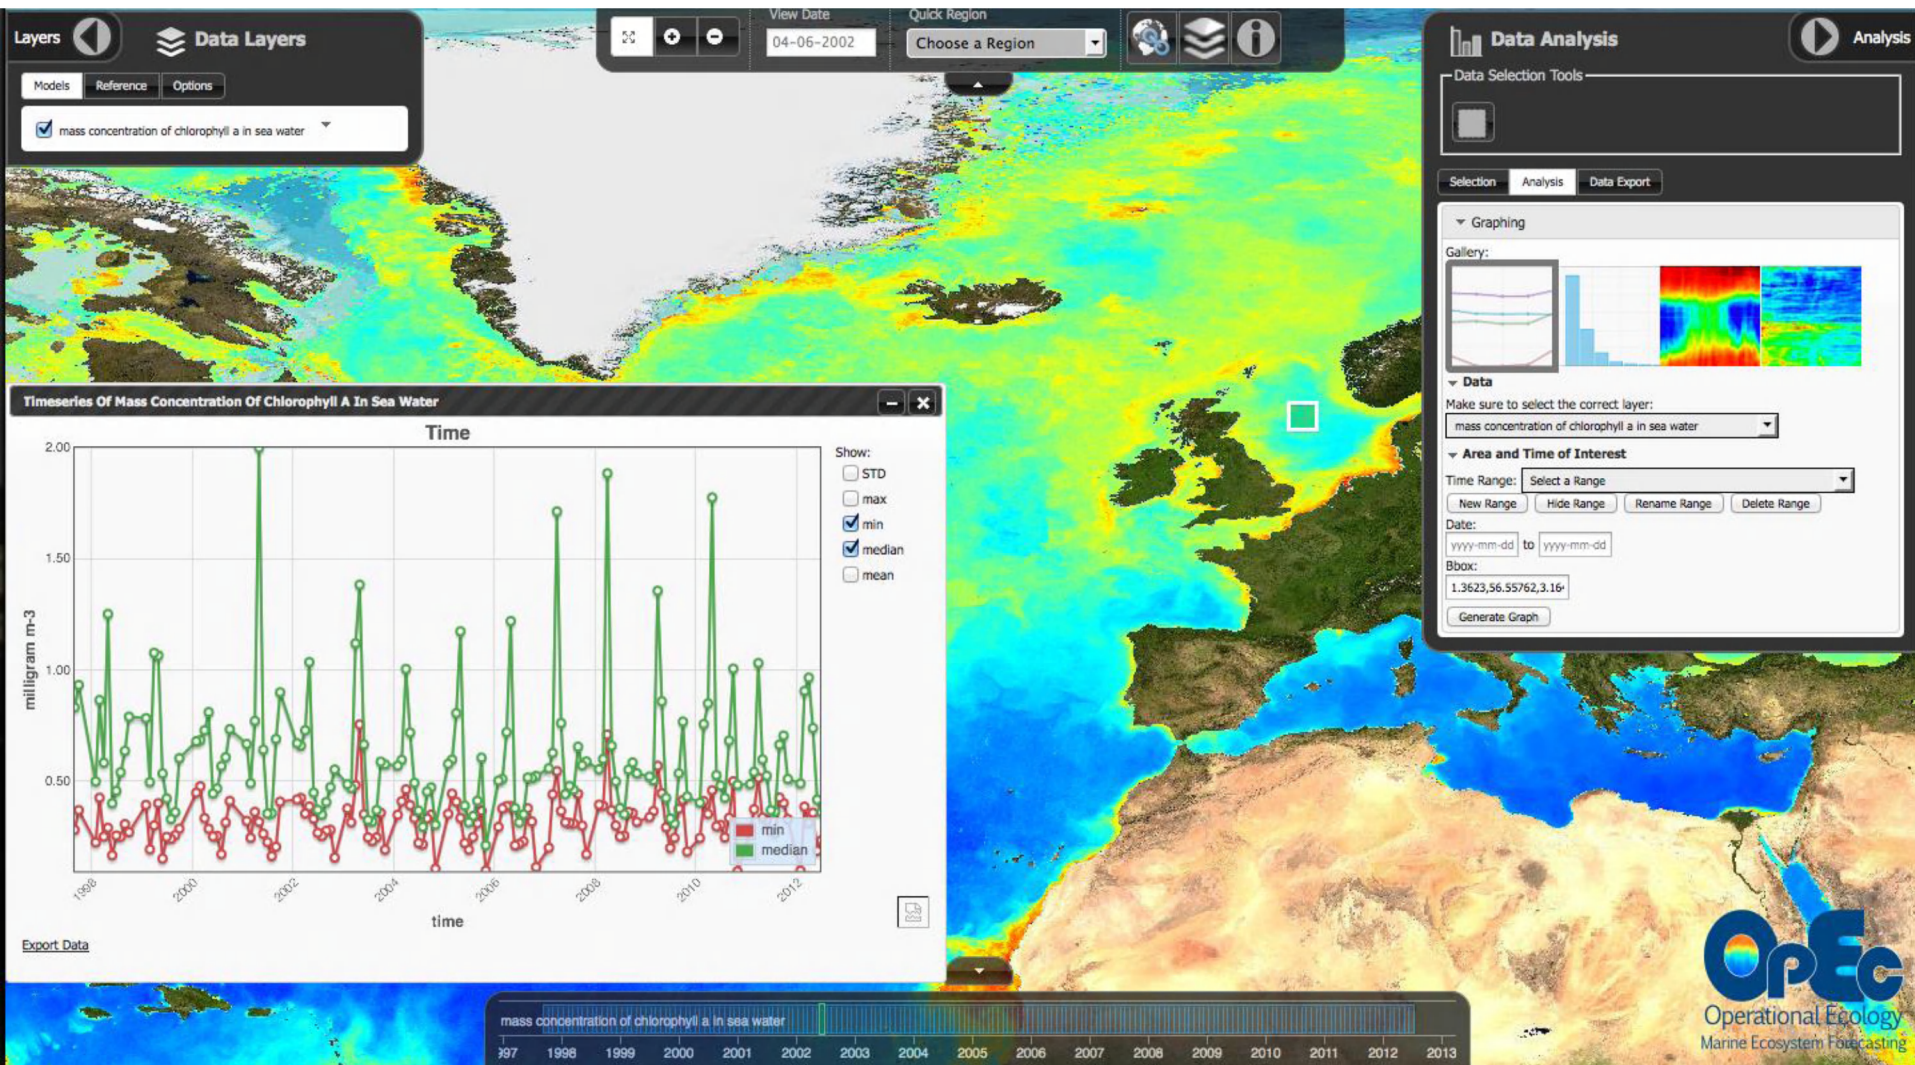 Layers
Data Layers
Models Reference Options
mass concentration of chlorophyll a in sea water
View Date
04-06-2002
Quick Region
Choose a Region
Data Analysis
Analysis
Data Selection Tools
Selection Analysis Data Export
Graphing
Gallery:
Data
Make sure to select the correct layer:
mass concentration of chlorophyll a in sea water
Area and Time of Interest
Time Range: Select a Range
New Range Hide Range Rename Range Delete Range
Date:
yyyy-mm-dd to yyyy-mm-dd
Bbox:
1.3623,56.55762,3.16
Generate Graph
Timeseries Of Mass Concentration Of Chlorophyll A In Sea Water
Time
2.00
1.50
1.00
0.50
milligram m-3
1998 2000 2002 2004 2006 2008 2010 2012
time
min
median
Show:
STD
max
min
median
mean
Export Data
mass concentration of chlorophyll a in sea water
997 1998 1999 2000 2001 2002 2003 2004 2005 2006 2007 2008 2009 2010 2011 2012 2013
OpEc
Operational Ecology
Marine Ecosystem Forecasting